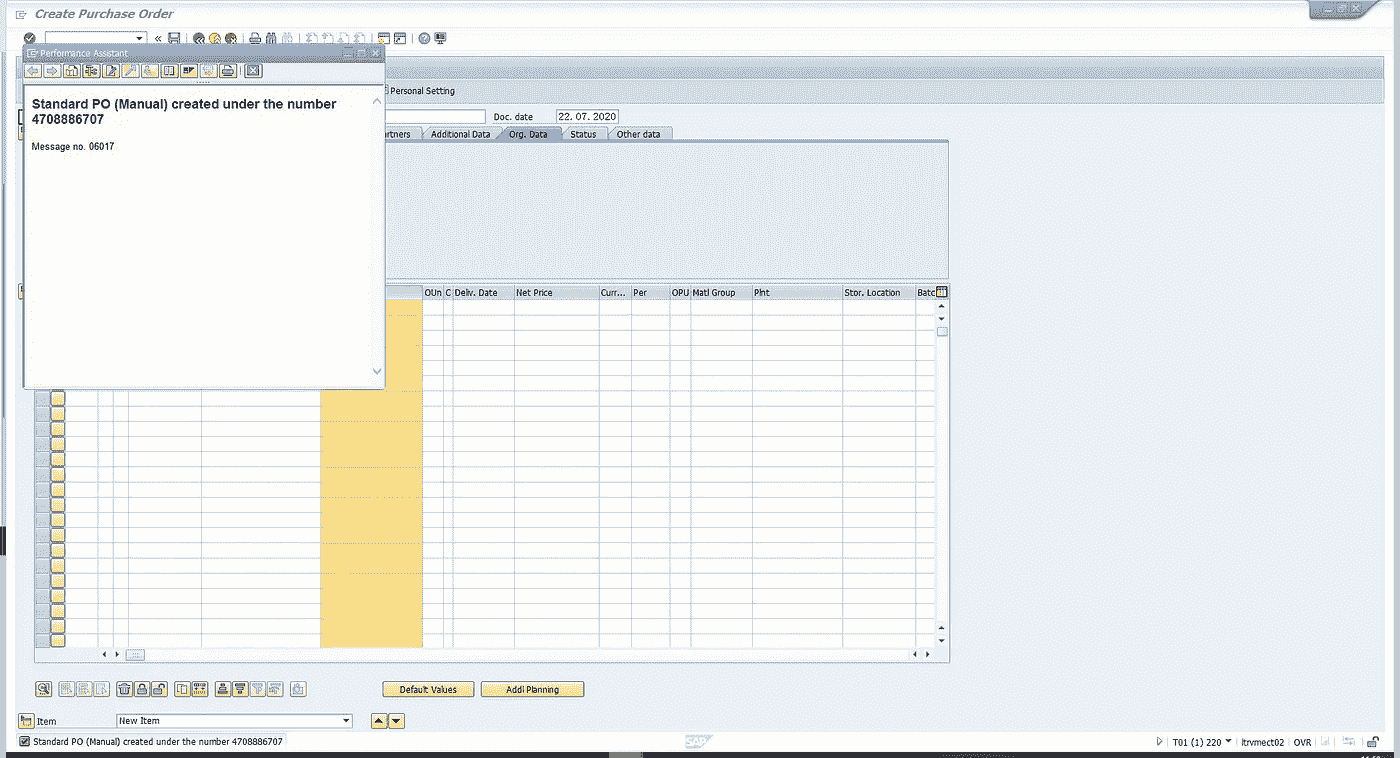 Create Purchase Order
Performance Assistant
Personal Setting
Standard PO (Manual) created under the number
4708886707
Doc. date 22. 07. 2020
Additional Data Org. Data Status Other data
Message no. 06017
OUn C Deliv. Date Net Price Curr... Per OPU Matl Group Plnt Stor. Location Batc
Default Values Addl Planning
Item New Item
Standard PO (Manual) created under the number 4708886707
SAP
T01 (1) 220 itrvmect02 OVR